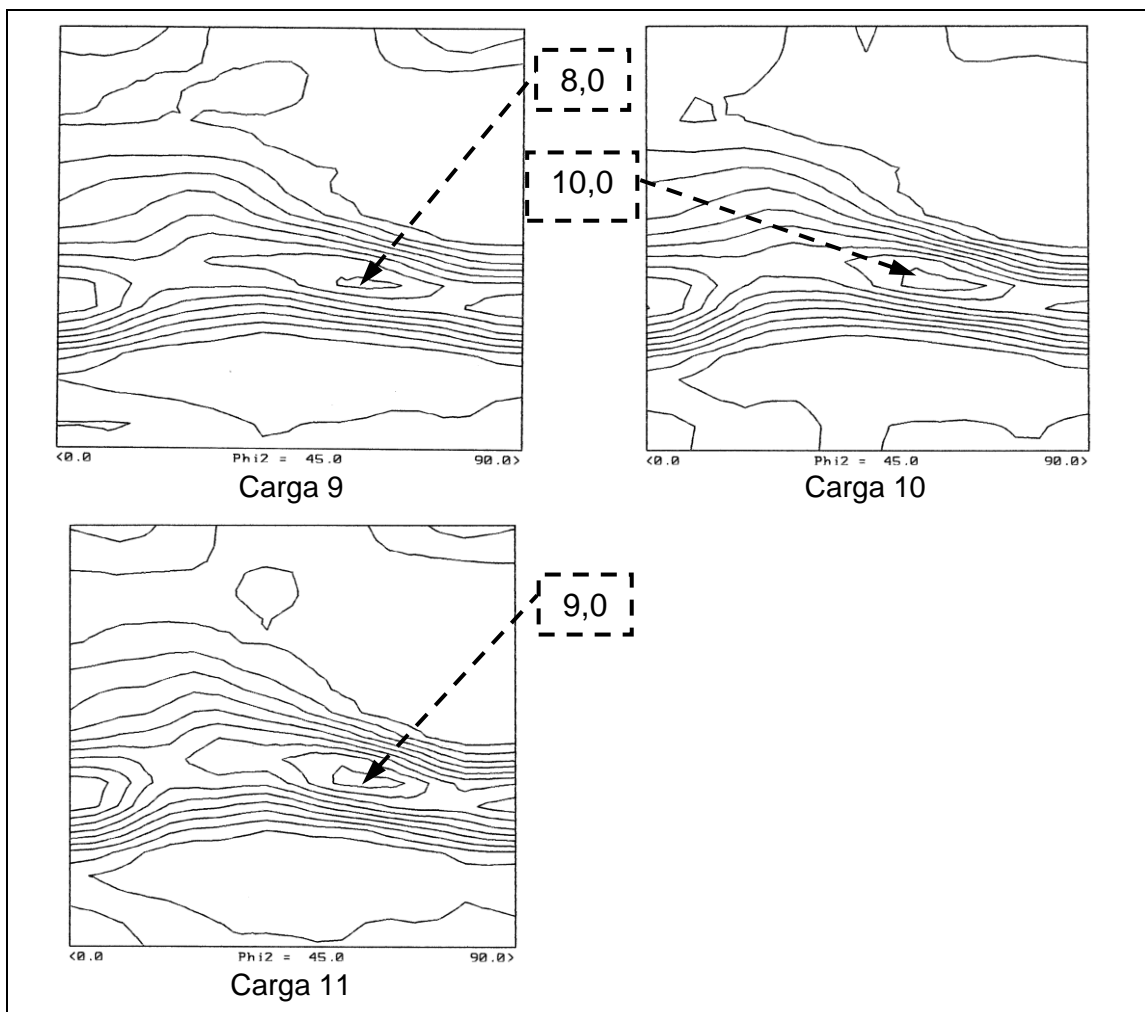 8,0
10,0
<0.0 Phi2 = 45.0 90.0>
Carga 9
<0.0 Phi2 = 45.0 90.0>
Carga 10
9,0
<0.0 Phi2 = 45.0 90.0>
Carga 11